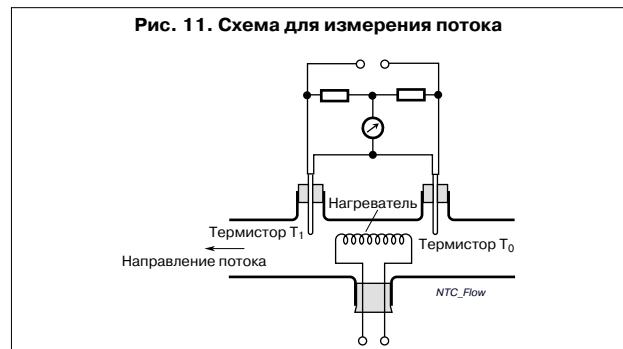 Рис. 11. Схема для измерения потока
Нагреватель
Термистор T₁
Термистор T₀
Направление потока
NTC_Flow